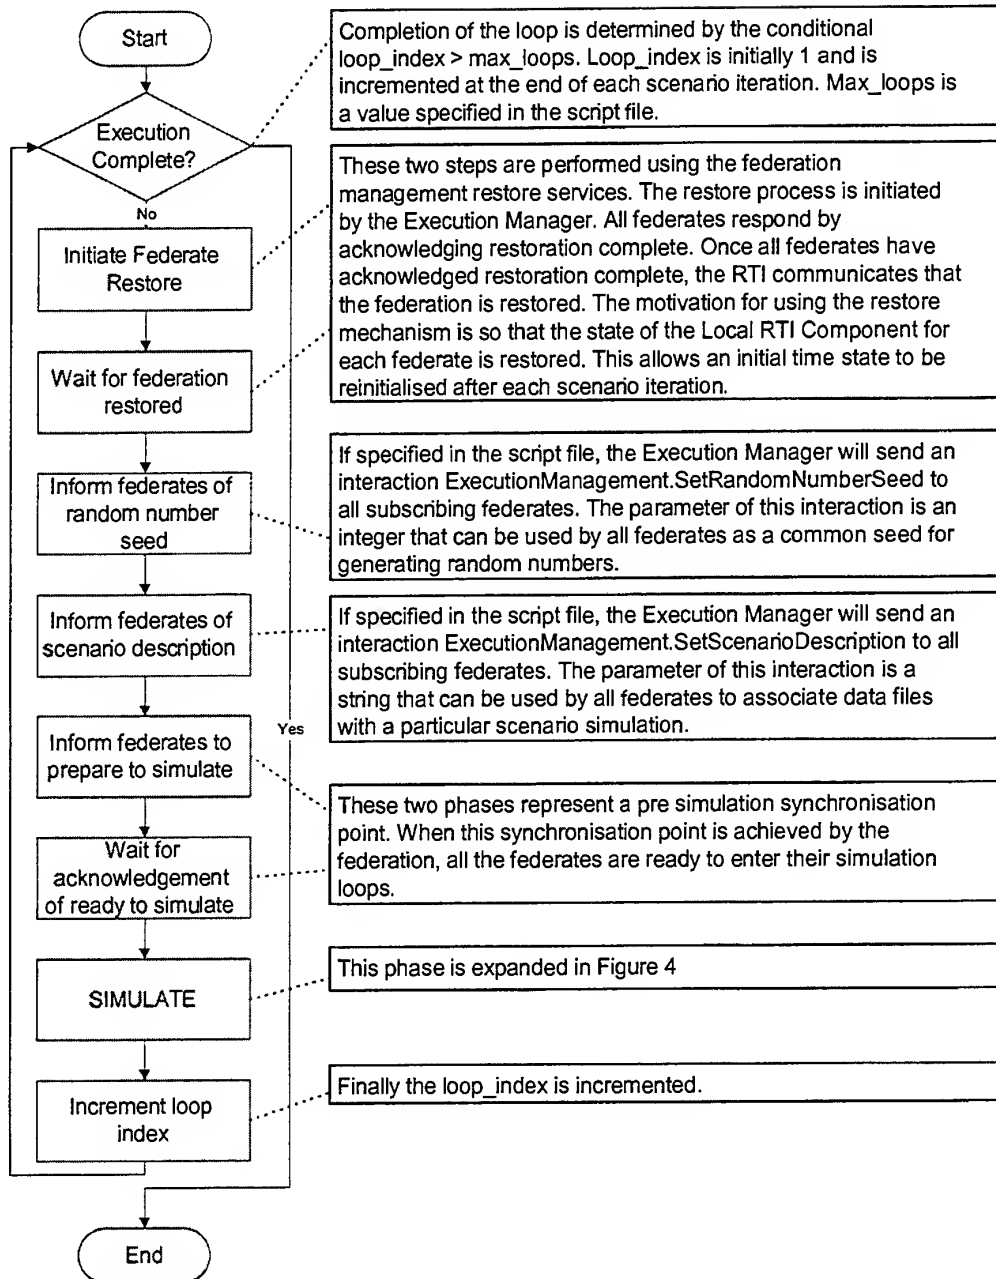 Start
Completion of the loop is determined by the conditional
loop_index > max_loops. Loop_index is initially 1 and is
incremented at the end of each scenario iteration. Max_loops is
a value specified in the script file.
Execution
Complete?
No
These two steps are performed using the federation
management restore services. The restore process is initiated
by the Execution Manager. All federates respond by
acknowledging restoration complete. Once all federates have
acknowledged restoration complete, the RTI communicates that
the federation is restored. The motivation for using the restore
mechanism is so that the state of the Local RTI Component for
each federate is restored. This allows an initial time state to be
reinitialised after each scenario iteration.
Initiate Federate
Restore
Wait for federation
restored
Inform federates of
random number
seed
If specified in the script file, the Execution Manager will send an
interaction ExecutionManagement.SetRandomNumberSeed to
all subscribing federates. The parameter of this interaction is an
integer that can be used by all federates as a common seed for
generating random numbers.
Inform federates of
scenario description
If specified in the script file, the Execution Manager will send an
interaction ExecutionManagement.SetScenarioDescription to all
subscribing federates. The parameter of this interaction is a
string that can be used by all federates to associate data files
with a particular scenario simulation.
Yes
Inform federates to
prepare to simulate
These two phases represent a pre simulation synchronisation
point. When this synchronisation point is achieved by the
federation, all the federates are ready to enter their simulation
loops.
Wait for
acknowledgement
of ready to simulate
This phase is expanded in Figure 4
SIMULATE
Finally the loop_index is incremented.
Increment loop
index
End